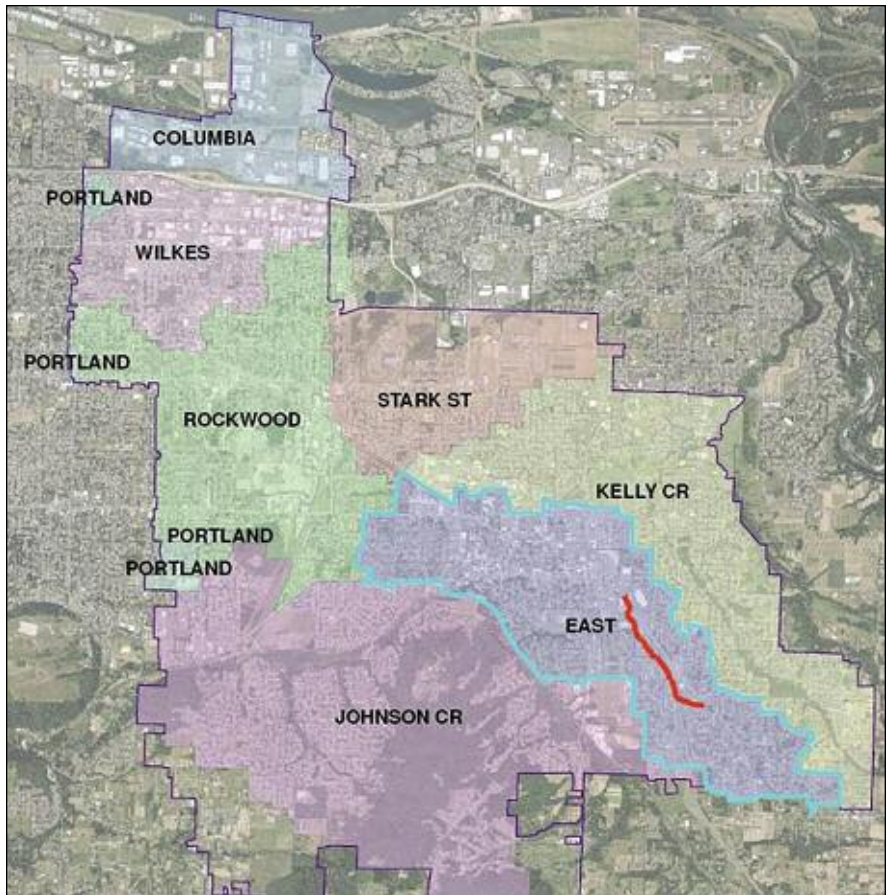 COLUMBIA
PORTLAND
WILKES
PORTLAND
STARK ST
ROCKWOOD
KELLY CR
PORTLAND
PORTLAND
EAST
JOHNSON CR